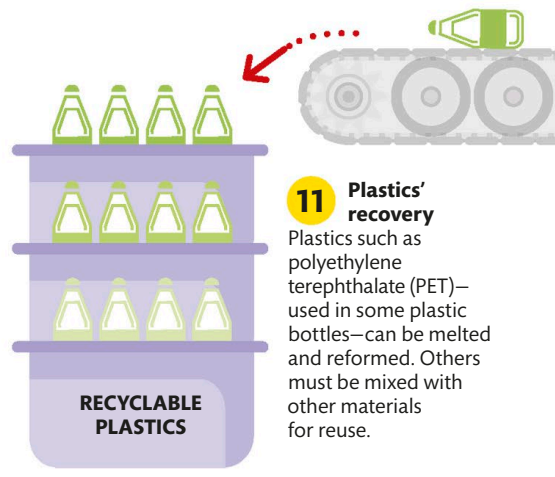 11
Plastics’
recovery
Plastics such as
polyethylene
terephthalate (PET)—
used in some plastic
bottles—can be melted
and reformed. Others
must be mixed with
other materials
for reuse.
RECYCLABLE
PLASTICS